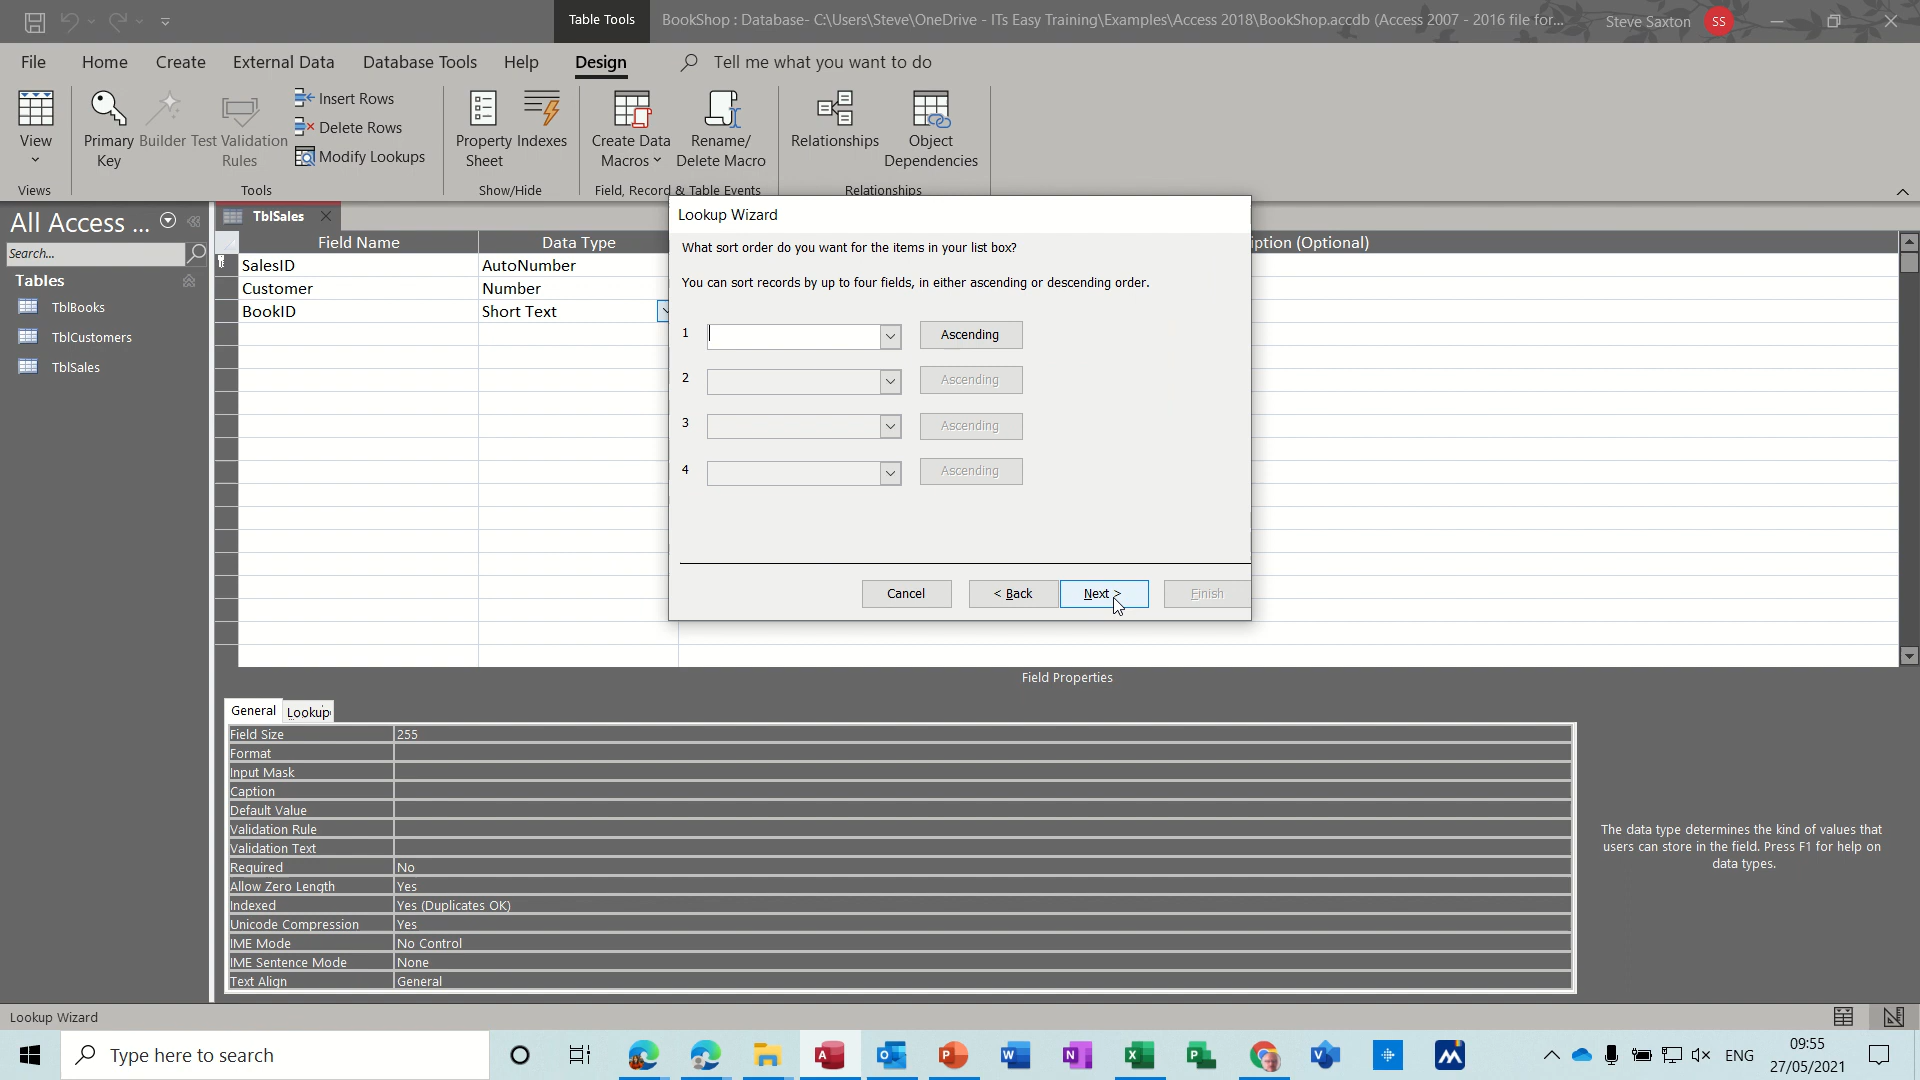 Table Tools
BookShop : Database- C:\Users\Steve\OneDrive - ITs Easy Training\Examples\Access 2018\BookShop.accdb (Access 2007 - 2016 file for...
Steve Saxton
SS
File
Home
Create
External Data
Database Tools
Help
Design
Tell me what you want to do
View
Primary
Key
Builder
Test Validation
Rules
Insert Rows
Delete Rows
Modify Lookups
Property
Sheet
Indexes
Create Data
Macros
Rename/
Delete Macro
Relationships
Object
Dependencies
Views
Tools
Show/Hide
Field, Record & Table Events
Relationships
All Access ...
Search...
Tables
TblBooks
TblCustomers
TblSales
TblSales
Field Name
Data Type
iption (Optional)
SalesID
AutoNumber
Customer
Number
BookID
Short Text
Lookup Wizard
What sort order do you want for the items in your list box?
You can sort records by up to four fields, in either ascending or descending order.
1
Ascending
2
Ascending
3
Ascending
4
Ascending
Cancel
< Back
Next >
Finish
Field Properties
General
Lookup
Field Size
255
Format
Input Mask
Caption
Default Value
Validation Rule
Validation Text
Required
No
Allow Zero Length
Yes
Indexed
Yes (Duplicates OK)
Unicode Compression
Yes
IME Mode
No Control
IME Sentence Mode
None
Text Align
General
The data type determines the kind of values that
users can store in the field. Press F1 for help on
data types.
Lookup Wizard
Type here to search
ENG
09:55
27/05/2021